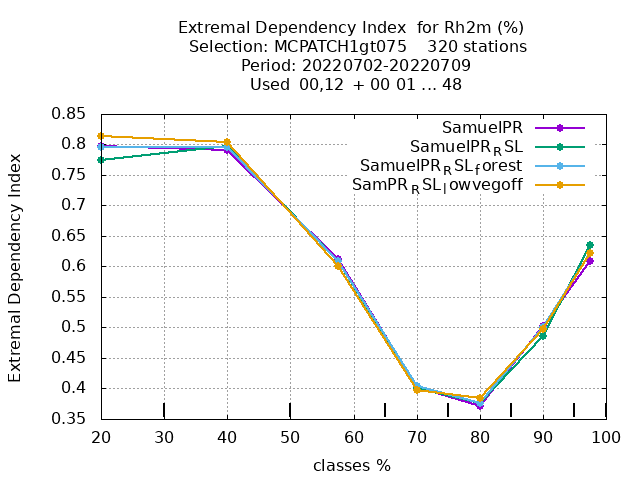 Extremal Dependency Index  for Rh2m (%)
Selection: MCPATCH1gt075    320 stations
Period: 20220702-20220709
Used  00,12  + 00 01 ... 48
Extremal Dependency Index
0.85
0.8
0.75
0.7
0.65
0.6
0.55
0.5
0.45
0.4
0.35
SamuelPR
SamuelPR_RSL
SamuelPR_RSL_forest
SamPR_RSL_lowvegoff
20 30 40 50 60 70 80 90 100
classes %